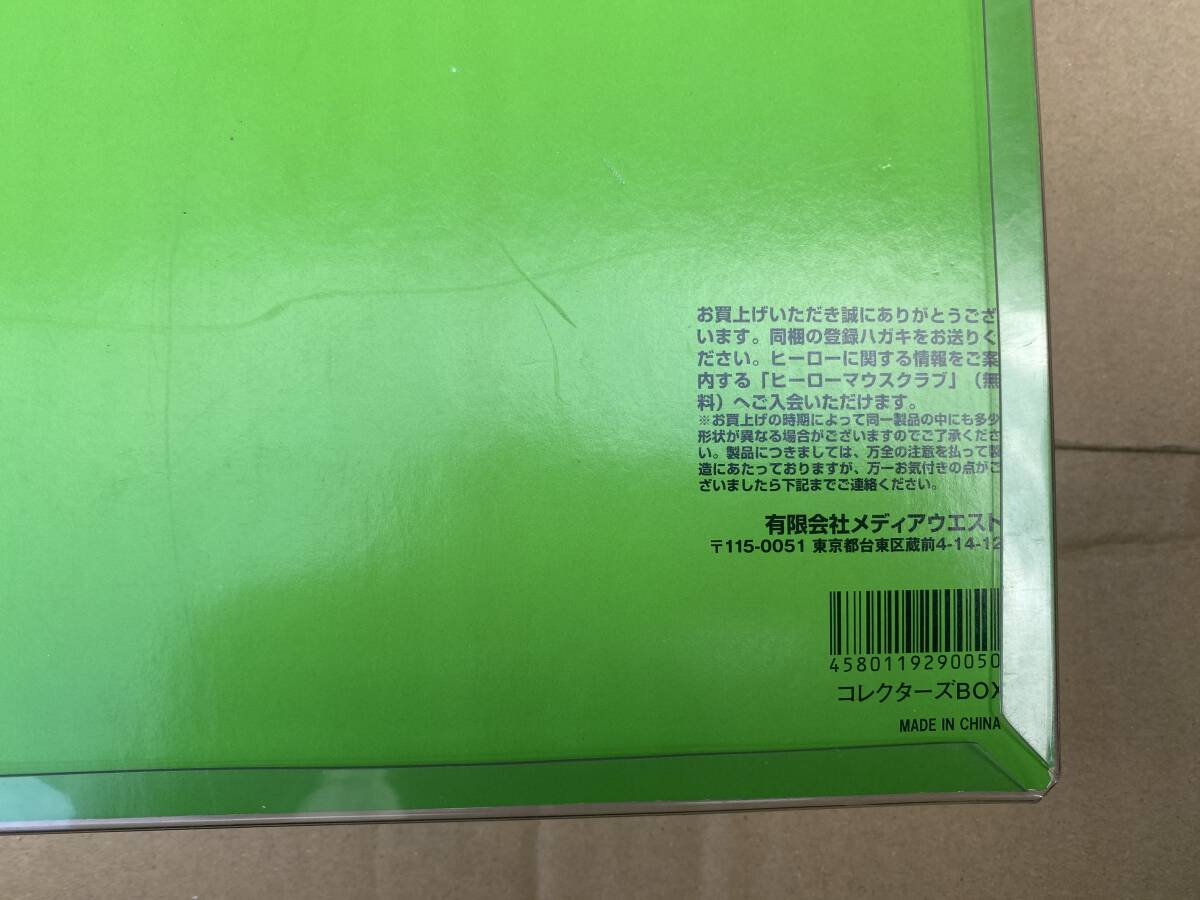 お買上げいただき誠にありがとうござ
います。同梱の登録ハガキをお送りく
ださい。ヒーローに関する情報をご案
内する「ヒーローマウスクラブ」（無
料）へご入会いただけます。
※お買上げの時期によって同一製品の中にも多少
形状が異なる場合がございますのでご了承くださ
い。製品につきましては、万全の注意を払って製
造にあたっておりますが、万一お気付きの点がご
ざいましたら下記までご連絡ください。
有限会社メディアウエスト
〒115-0051 東京都台東区蔵前4-14-12
4580119290050
コレクターズBOX
MADE IN CHINA